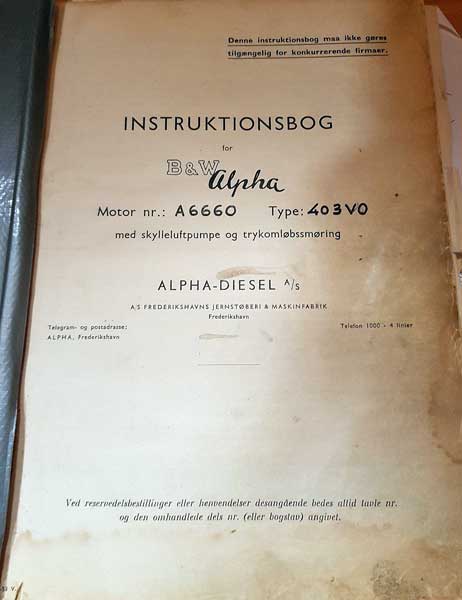 Denne instruktionsbog maa ikke gøres
tilgængelig for konkurrerende firmaer.
INSTRUKTIONSBOG
for
B&W Alpha
Motor nr.: A6660 Type: 403VO
med skylleluftpumpe og trykomløbssmøring
ALPHA-DIESEL A/s
A/S FREDERIKSHAVNS JERNSTØBERI & MASKINFABRIK
Frederikshavn
Telegram- og postadresse:
ALPHA, Frederikshavn
Telefon 1000 - 4 linier
Ved reservedelsbestillinger eller henvendelser desangående bedes altid tavle nr.
og den omhandlede dels nr. (eller bogstav) angivet.